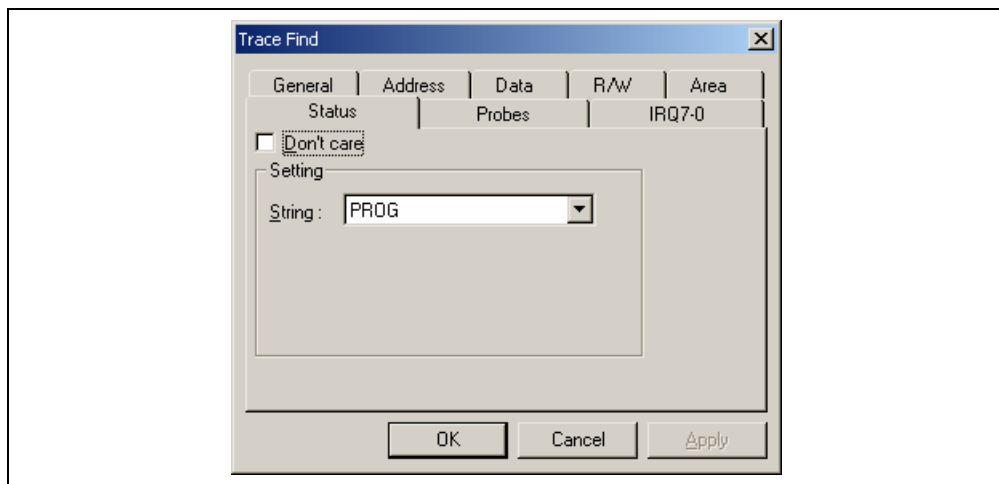 Trace Find
General Address Data R/W Area
Status Probes IRQ7-0
Don't care
Setting
String : PROG
OK Cancel Apply